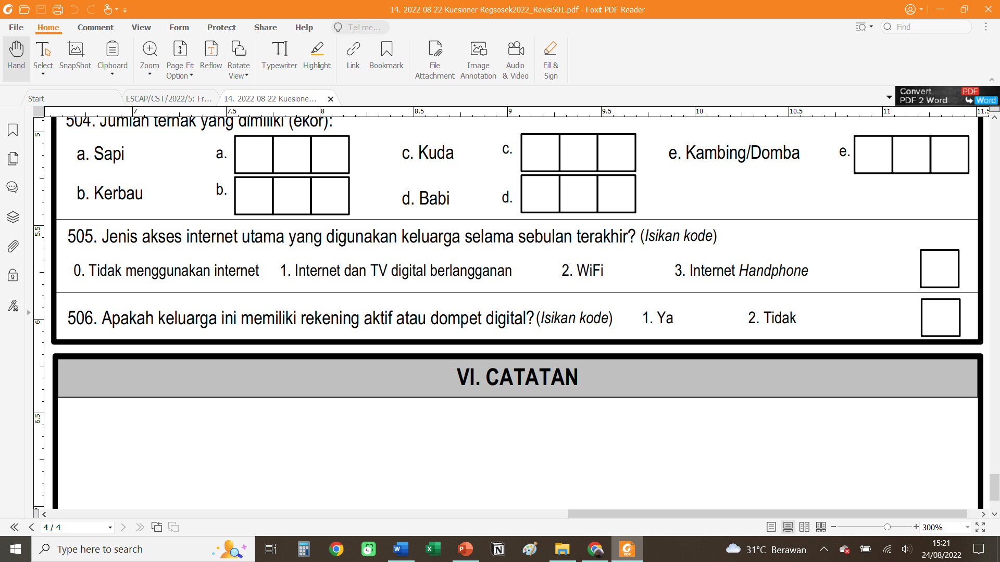 14. 2022 08 22 Kuesioner Regsosek2022_Revisi501.pdf - Foxit PDF Reader
File Home Comment View Form Protect Share Help Tell me... Find
Hand Select SnapShot Clipboard Zoom Page Fit Option Reflow Rotate View Typewriter Highlight Link Bookmark File Attachment Image Annotation Audio & Video Fill & Sign
Start ESCAP/CST/2022/5: Fr... 14. 2022 08 22 Kuesione... Convert PDF 2 Word PDF Word
7 7.5 8 8.5 9 9.5 10 10.5 11 11.5
5 5.5 6 6.5
504. Jumlah ternak yang dimiliki (ekor):
a. Sapi a. c. Kuda c. e. Kambing/Domba e.
b. Kerbau b. d. Babi d.
505. Jenis akses internet utama yang digunakan keluarga selama sebulan terakhir? (Isikan kode)
0. Tidak menggunakan internet 1. Internet dan TV digital berlangganan 2. WiFi 3. Internet Handphone
506. Apakah keluarga ini memiliki rekening aktif atau dompet digital? (Isikan kode) 1. Ya 2. Tidak
VI. CATATAN
4 / 4 300%
Type here to search 31°C Berawan 15:21
24/08/2022